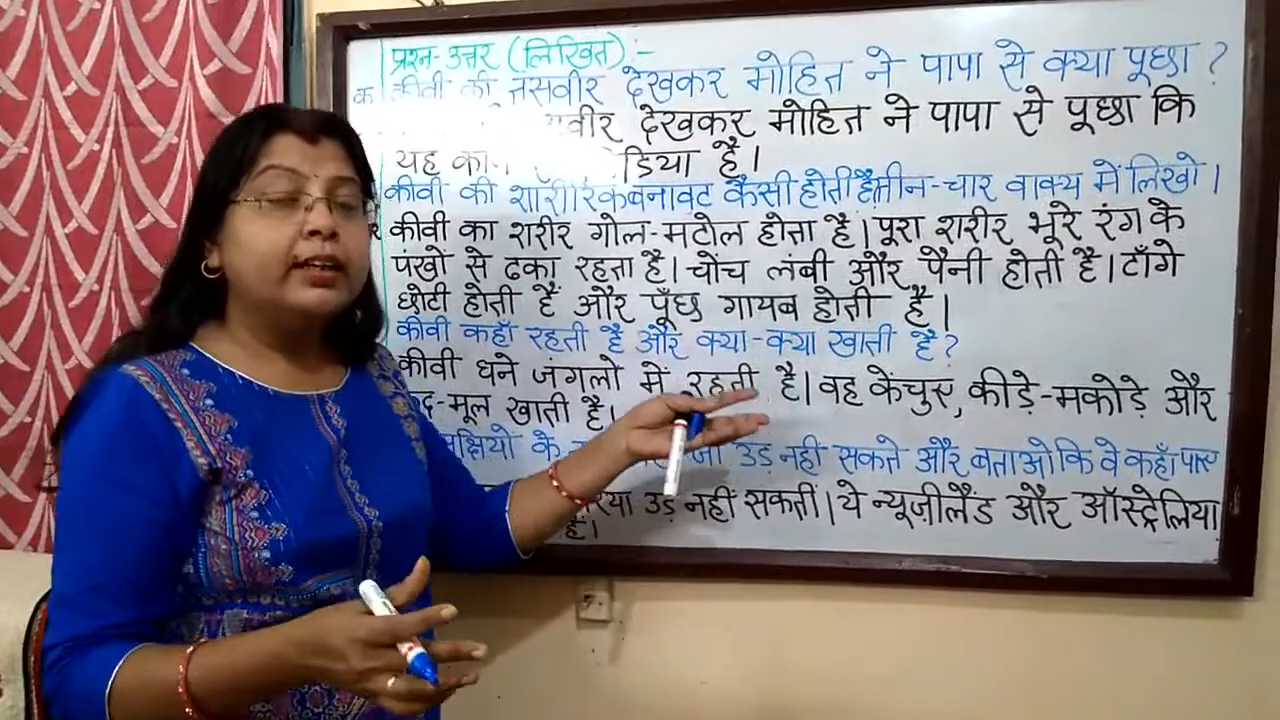 प्रश्न-उत्तर (लिखित):-
क कीवी की तसवीर देखकर मोहित ने पापा से क्या पूछा?
देखकर मोहित ने पापा से पूछा कि
यह है।
कीवी की शारीरिक बनावट कैसी होती है तीन-चार वाक्य में लिखो।
कीवी का शरीर गोल-मटोल होता है। पूरा शरीर भूरे रंग के
पंखों से ढका रहता है। चोंच लंबी और पैनी होती है। टाँगे
छोटी होती हैं और पूँछ गायब होती है।
कीवी कहाँ रहती है और क्या-क्या खाती है?
कीवी घने जंगलो में रहती है। वह केंचुए, कीड़े-मकोड़े और
-मूल खाती है।
के उड़ नहीं सकते और बताओ कि वे कहाँ पाए
उड़ नहीं सकतीं। ये न्यूज़ीलैंड और ऑस्ट्रेलिया
हैं।